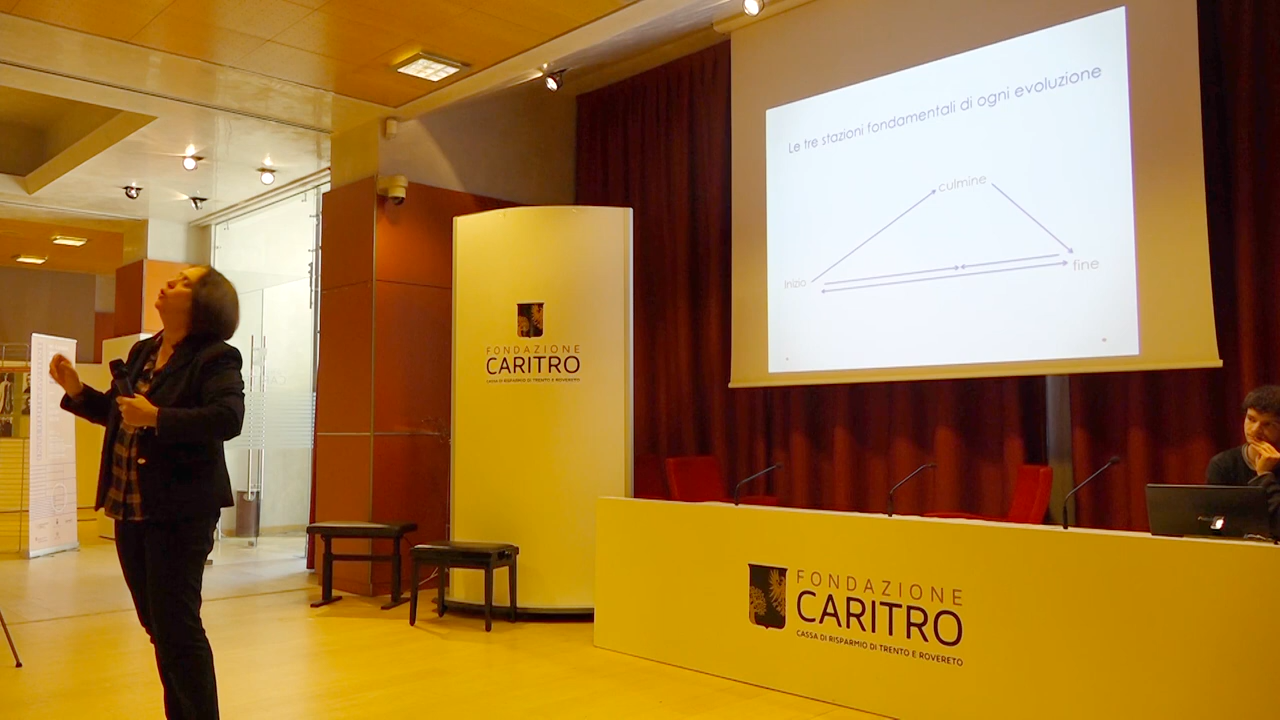 Le tre stazioni fondamentali di ogni evoluzione
culmine
Inizio
fine
FONDAZIONE
CARITRO
CASSA DI RISPARMIO DI TRENTO E ROVERETO
FONDAZIONE
CARITRO
CASSA DI RISPARMIO DI TRENTO E ROVERETO